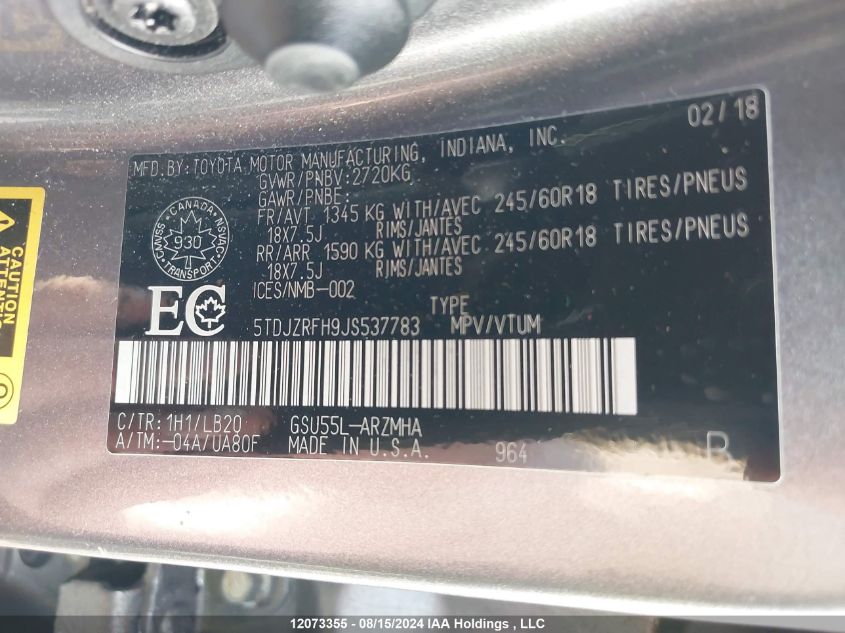 02/18
MFD.BY:TOYOTA MOTOR MANUFACTURING, INDIANA, INC.
GVWR/PNBV:2720KG
GAWR/PNBE:
FR/AVT 1345 KG WITH/AVEC 245/60R18 TIRES/PNEUS
18X7.5J RIMS/JANTES
RR/ARR 1590 KG WITH/AVEC 245/60R18 TIRES/PNEUS
18X7.5J RIMS/JANTES
ICES/NMB-002
CANADA
CMVSS 930 NSVAC
TRANSPORT
EC
TYPE
5TDJZRFH9JS537783 MPV/VTUM
C/TR:1H1/LB20 GSU55L-ARZMHA
A/TM:-04A/UA80F MADE IN U.S.A. 964 B
CAUTION
ATTENTION
12073355 - 08/15/2024 IAA Holdings , LLC